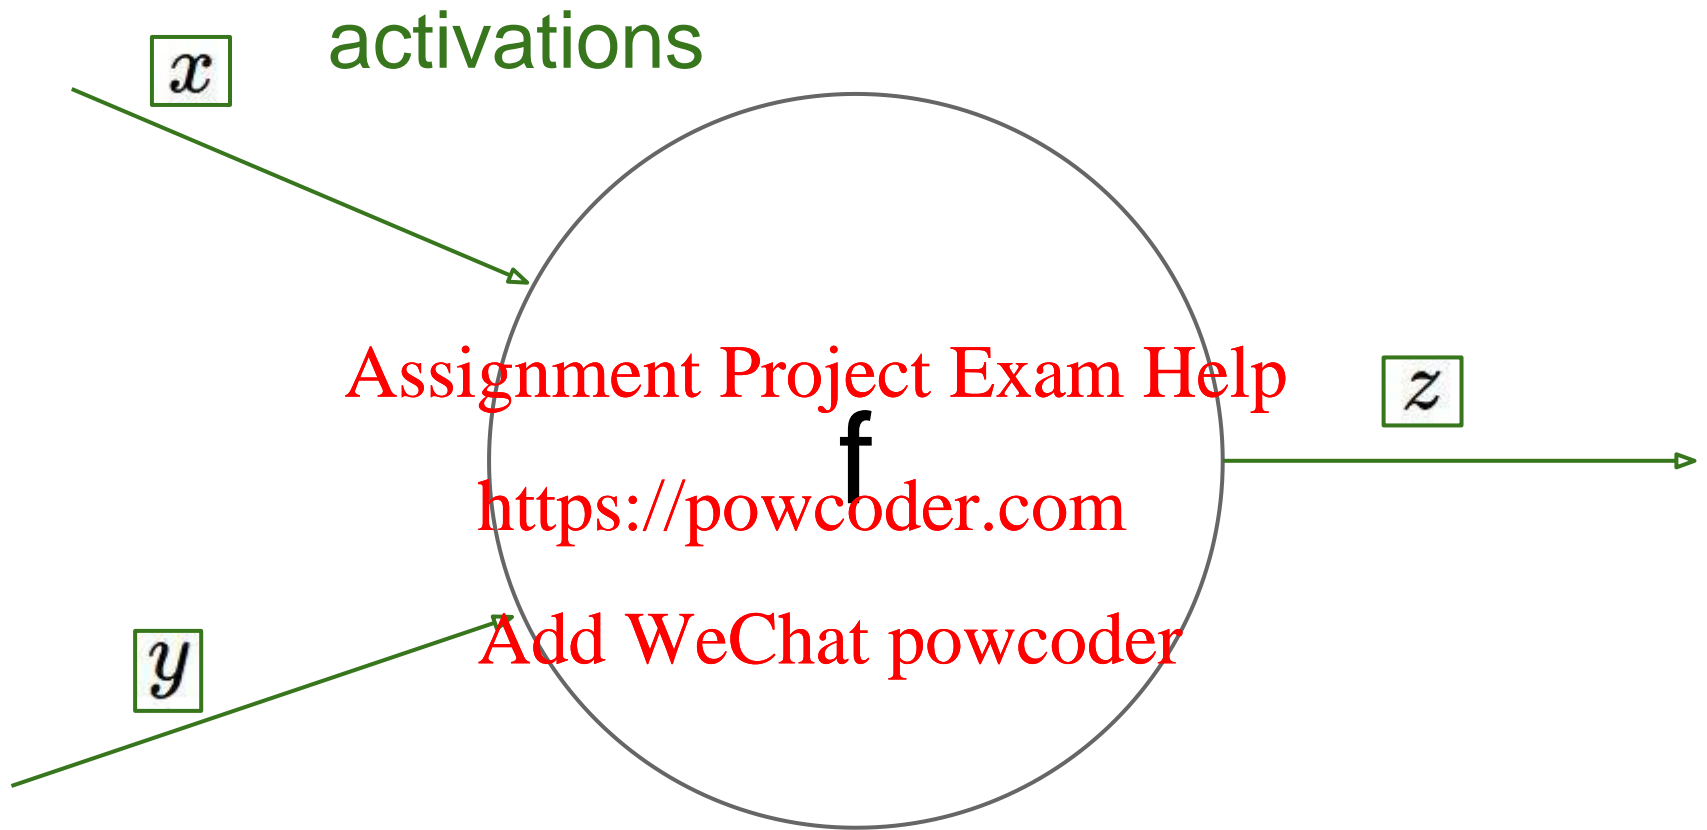 activations
x
Assignment Project Exam Help
z
f
https://powcoder.com
Add WeChat powcoder
y